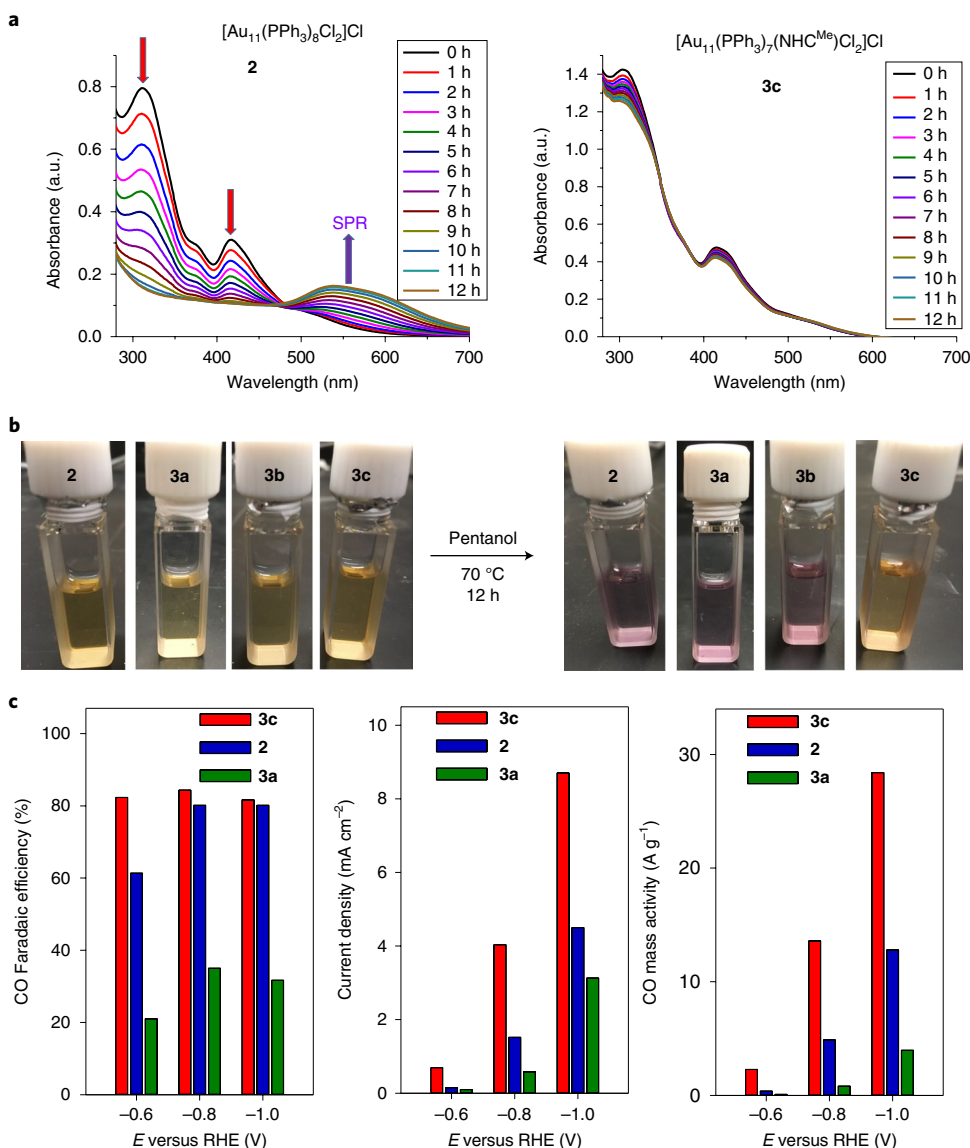 a
[Au₁₁(PPh₃)₈Cl₂]Cl
2
0 h
1 h
2 h
3 h
4 h
5 h
6 h
7 h
8 h
9 h
10 h
11 h
12 h
SPR
0.8
0.6
0.4
0.2
0.0
Absorbance (a.u.)
300 400 500 600 700
Wavelength (nm)
[Au₁₁(PPh₃)₇(NHCᴹᵉ)Cl₂]Cl
3c
0 h
1 h
2 h
3 h
4 h
5 h
6 h
7 h
8 h
9 h
10 h
11 h
12 h
1.4
1.2
1.0
0.8
0.6
0.4
0.2
0.0
Absorbance (a.u.)
300 400 500 600 700
Wavelength (nm)
b
2 3a 3b 3c
Pentanol
70 °C
12 h
2 3a 3b 3c
c
3c
2
3a
100
80
60
40
20
0
CO Faradaic efficiency (%)
–0.6 –0.8 –1.0
E versus RHE (V)
3c
2
3a
10
8
6
4
2
0
Current density (mA cm⁻²)
–0.6 –0.8 –1.0
E versus RHE (V)
3c
2
3a
30
20
10
0
CO mass activity (A g⁻¹)
–0.6 –0.8 –1.0
E versus RHE (V)